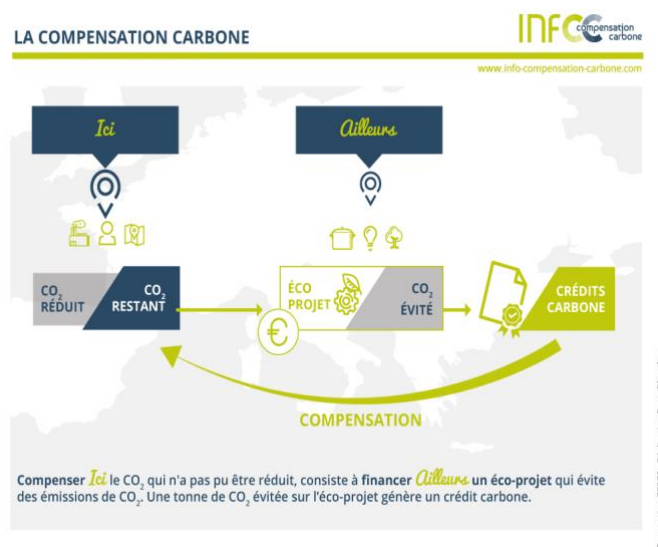 LA COMPENSATION CARBONE
INFCC compensation
carbone
www.info-compensation-carbone.com
Ici
Ailleurs
CO2
RÉDUIT
CO2
RESTANT
ÉCO
PROJET
CO2
ÉVITÉ
CRÉDITS
CARBONE
€
COMPENSATION
Compenser Ici le CO2 qui n'a pas pu être réduit, consiste à financer Ailleurs un éco-projet qui évite
des émissions de CO2. Une tonne de CO2 évitée sur l'éco-projet génère un crédit carbone.